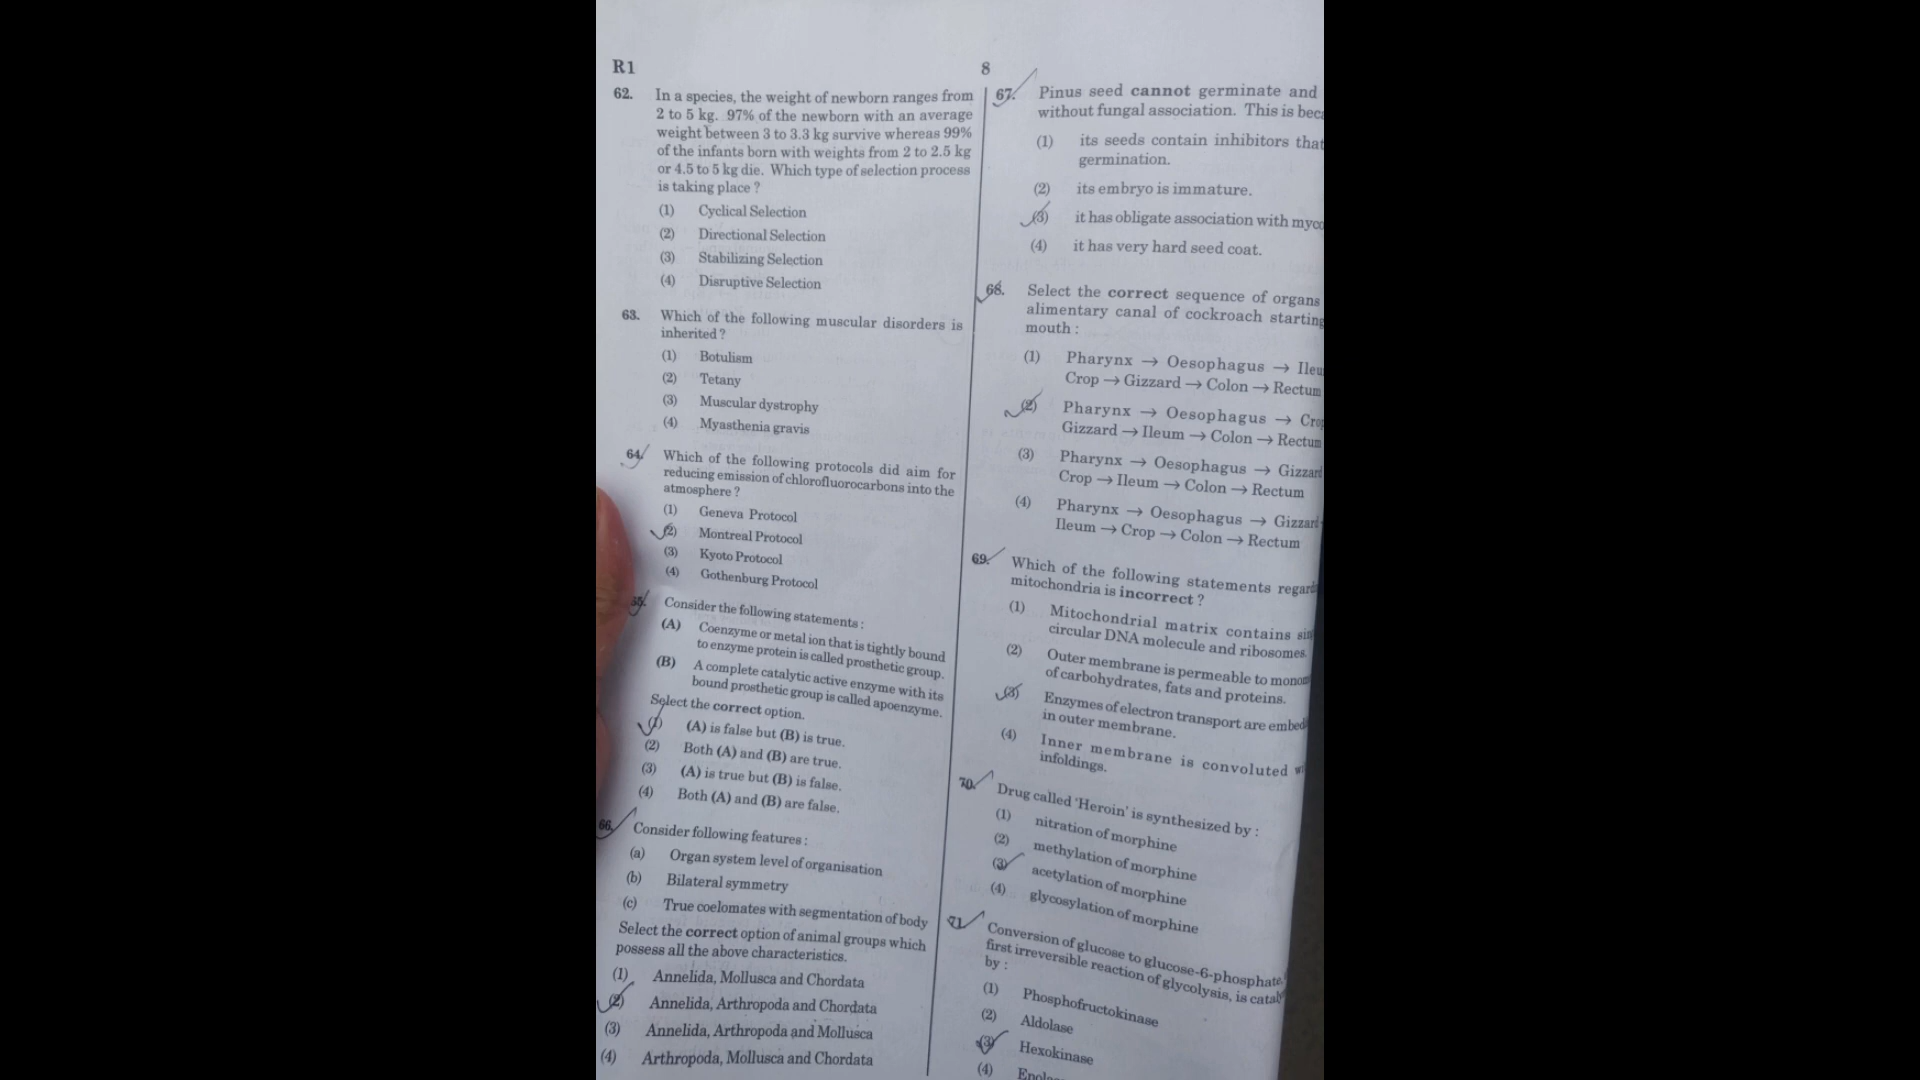 R1
8
62. In a species, the weight of newborn ranges from
2 to 5 kg. 97% of the newborn with an average
weight between 3 to 3.3 kg survive whereas 99%
of the infants born with weights from 2 to 2.5 kg
or 4.5 to 5 kg die. Which type of selection process
is taking place ?
(1) Cyclical Selection
(2) Directional Selection
(3) Stabilizing Selection
(4) Disruptive Selection
63. Which of the following muscular disorders is
inherited ?
(1) Botulism
(2) Tetany
(3) Muscular dystrophy
(4) Myasthenia gravis
64. Which of the following protocols did aim for
reducing emission of chlorofluorocarbons into the
atmosphere ?
(1) Geneva Protocol
(2) Montreal Protocol
(3) Kyoto Protocol
(4) Gothenburg Protocol
65. Consider the following statements :
(A) Coenzyme or metal ion that is tightly bound
to enzyme protein is called prosthetic group.
(B) A complete catalytic active enzyme with its
bound prosthetic group is called apoenzyme.
Select the correct option.
(1) (A) is false but (B) is true.
(2) Both (A) and (B) are true.
(3) (A) is true but (B) is false.
(4) Both (A) and (B) are false.
66. Consider following features :
(a) Organ system level of organisation
(b) Bilateral symmetry
(c) True coelomates with segmentation of body
Select the correct option of animal groups which
possess all the above characteristics.
(1) Annelida, Mollusca and Chordata
(2) Annelida, Arthropoda and Chordata
(3) Annelida, Arthropoda and Mollusca
(4) Arthropoda, Mollusca and Chordata
67. Pinus seed cannot germinate and
without fungal association. This is
(1) its seeds contain inhibitors that
germination.
(2) its embryo is immature.
(3) it has obligate association with
(4) it has very hard seed coat.
68. Select the correct sequence of organs
alimentary canal of cockroach starting
mouth :
(1) Pharynx → Oesophagus →
Crop → Gizzard → Colon → Rectum
(2) Pharynx → Oesophagus →
Gizzard → Ileum → Colon → Rectum
(3) Pharynx → Oesophagus → Gizzard
Crop → Ileum → Colon → Rectum
(4) Pharynx → Oesophagus → Gizzard
Ileum → Crop → Colon → Rectum
69. Which of the following statements
mitochondria is incorrect ?
(1) Mitochondrial matrix contains
circular DNA molecule and ribosomes.
(2) Outer membrane is permeable to
of carbohydrates, fats and proteins.
(3) Enzymes of electron transport are
in outer membrane.
(4) Inner membrane is convoluted
infoldings.
70. Drug called 'Heroin' is synthesized by :
(1) nitration of morphine
(2) methylation of morphine
(3) acetylation of morphine
(4) glycosylation of morphine
71. Conversion of glucose to glucose-6-phosphate,
first irreversible reaction of glycolysis, is
by :
(1) Phosphofructokinase
(2) Aldolase
(3) Hexokinase
(4)